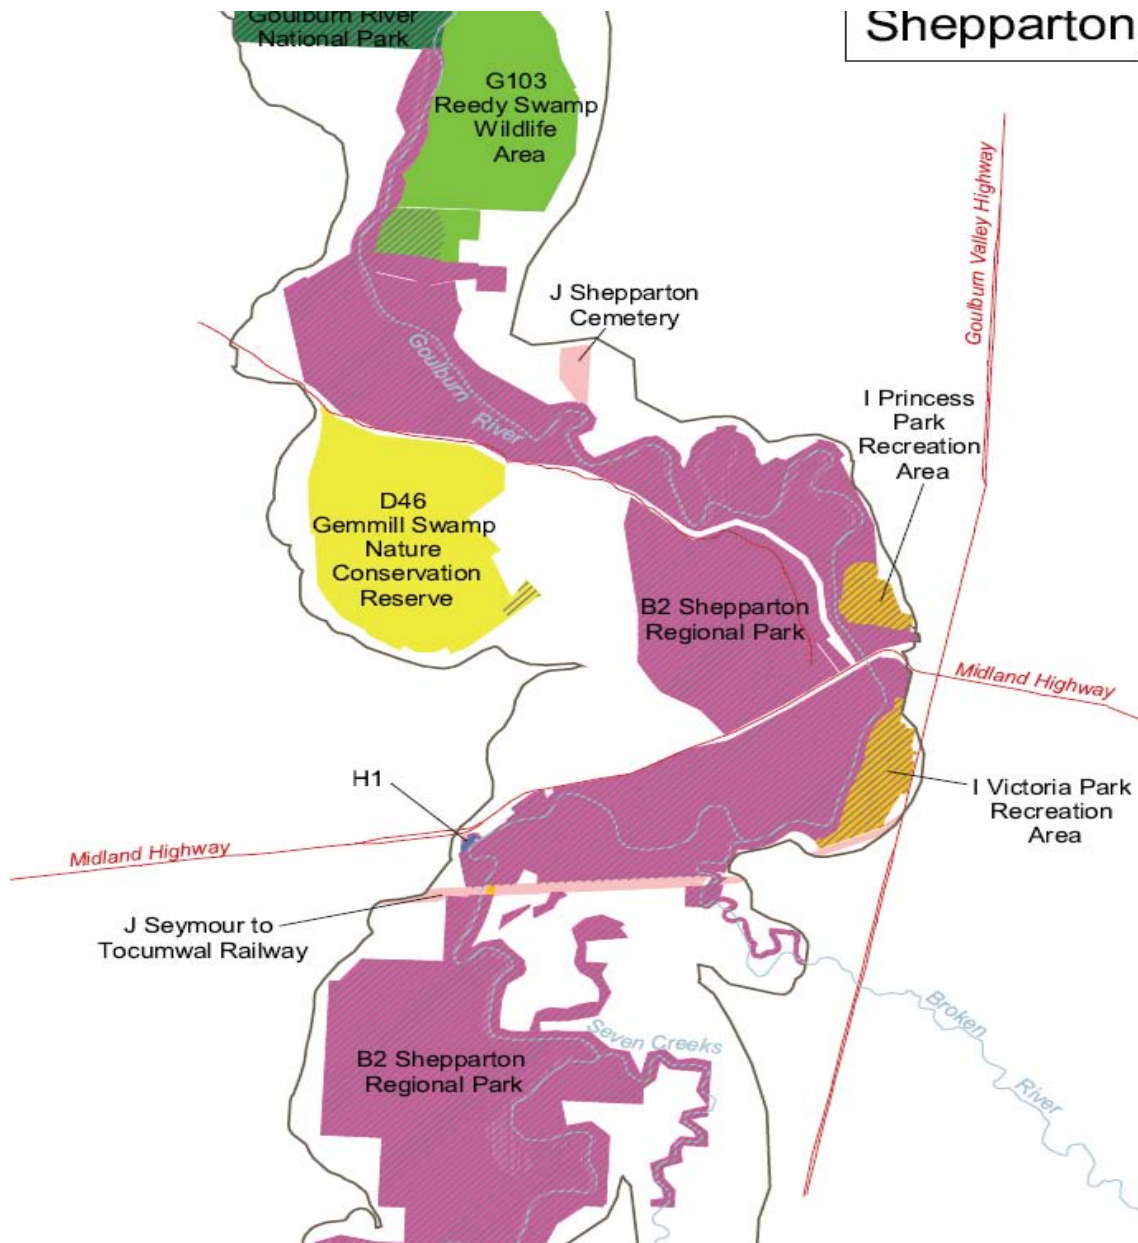 Goulburn River
National Park
Shepparton
G103
Reedy Swamp
Wildlife
Area
Goulburn Valley Highway
J Shepparton
Cemetery
Goulburn
River
I Princess
Park
Recreation
Area
D46
Gemmill Swamp
Nature
Conservation
Reserve
B2 Shepparton
Regional Park
Midland Highway
H1
I Victoria Park
Recreation
Area
Midland Highway
J Seymour to
Tocumwal Railway
Broken
River
Seven Creeks
B2 Shepparton
Regional Park